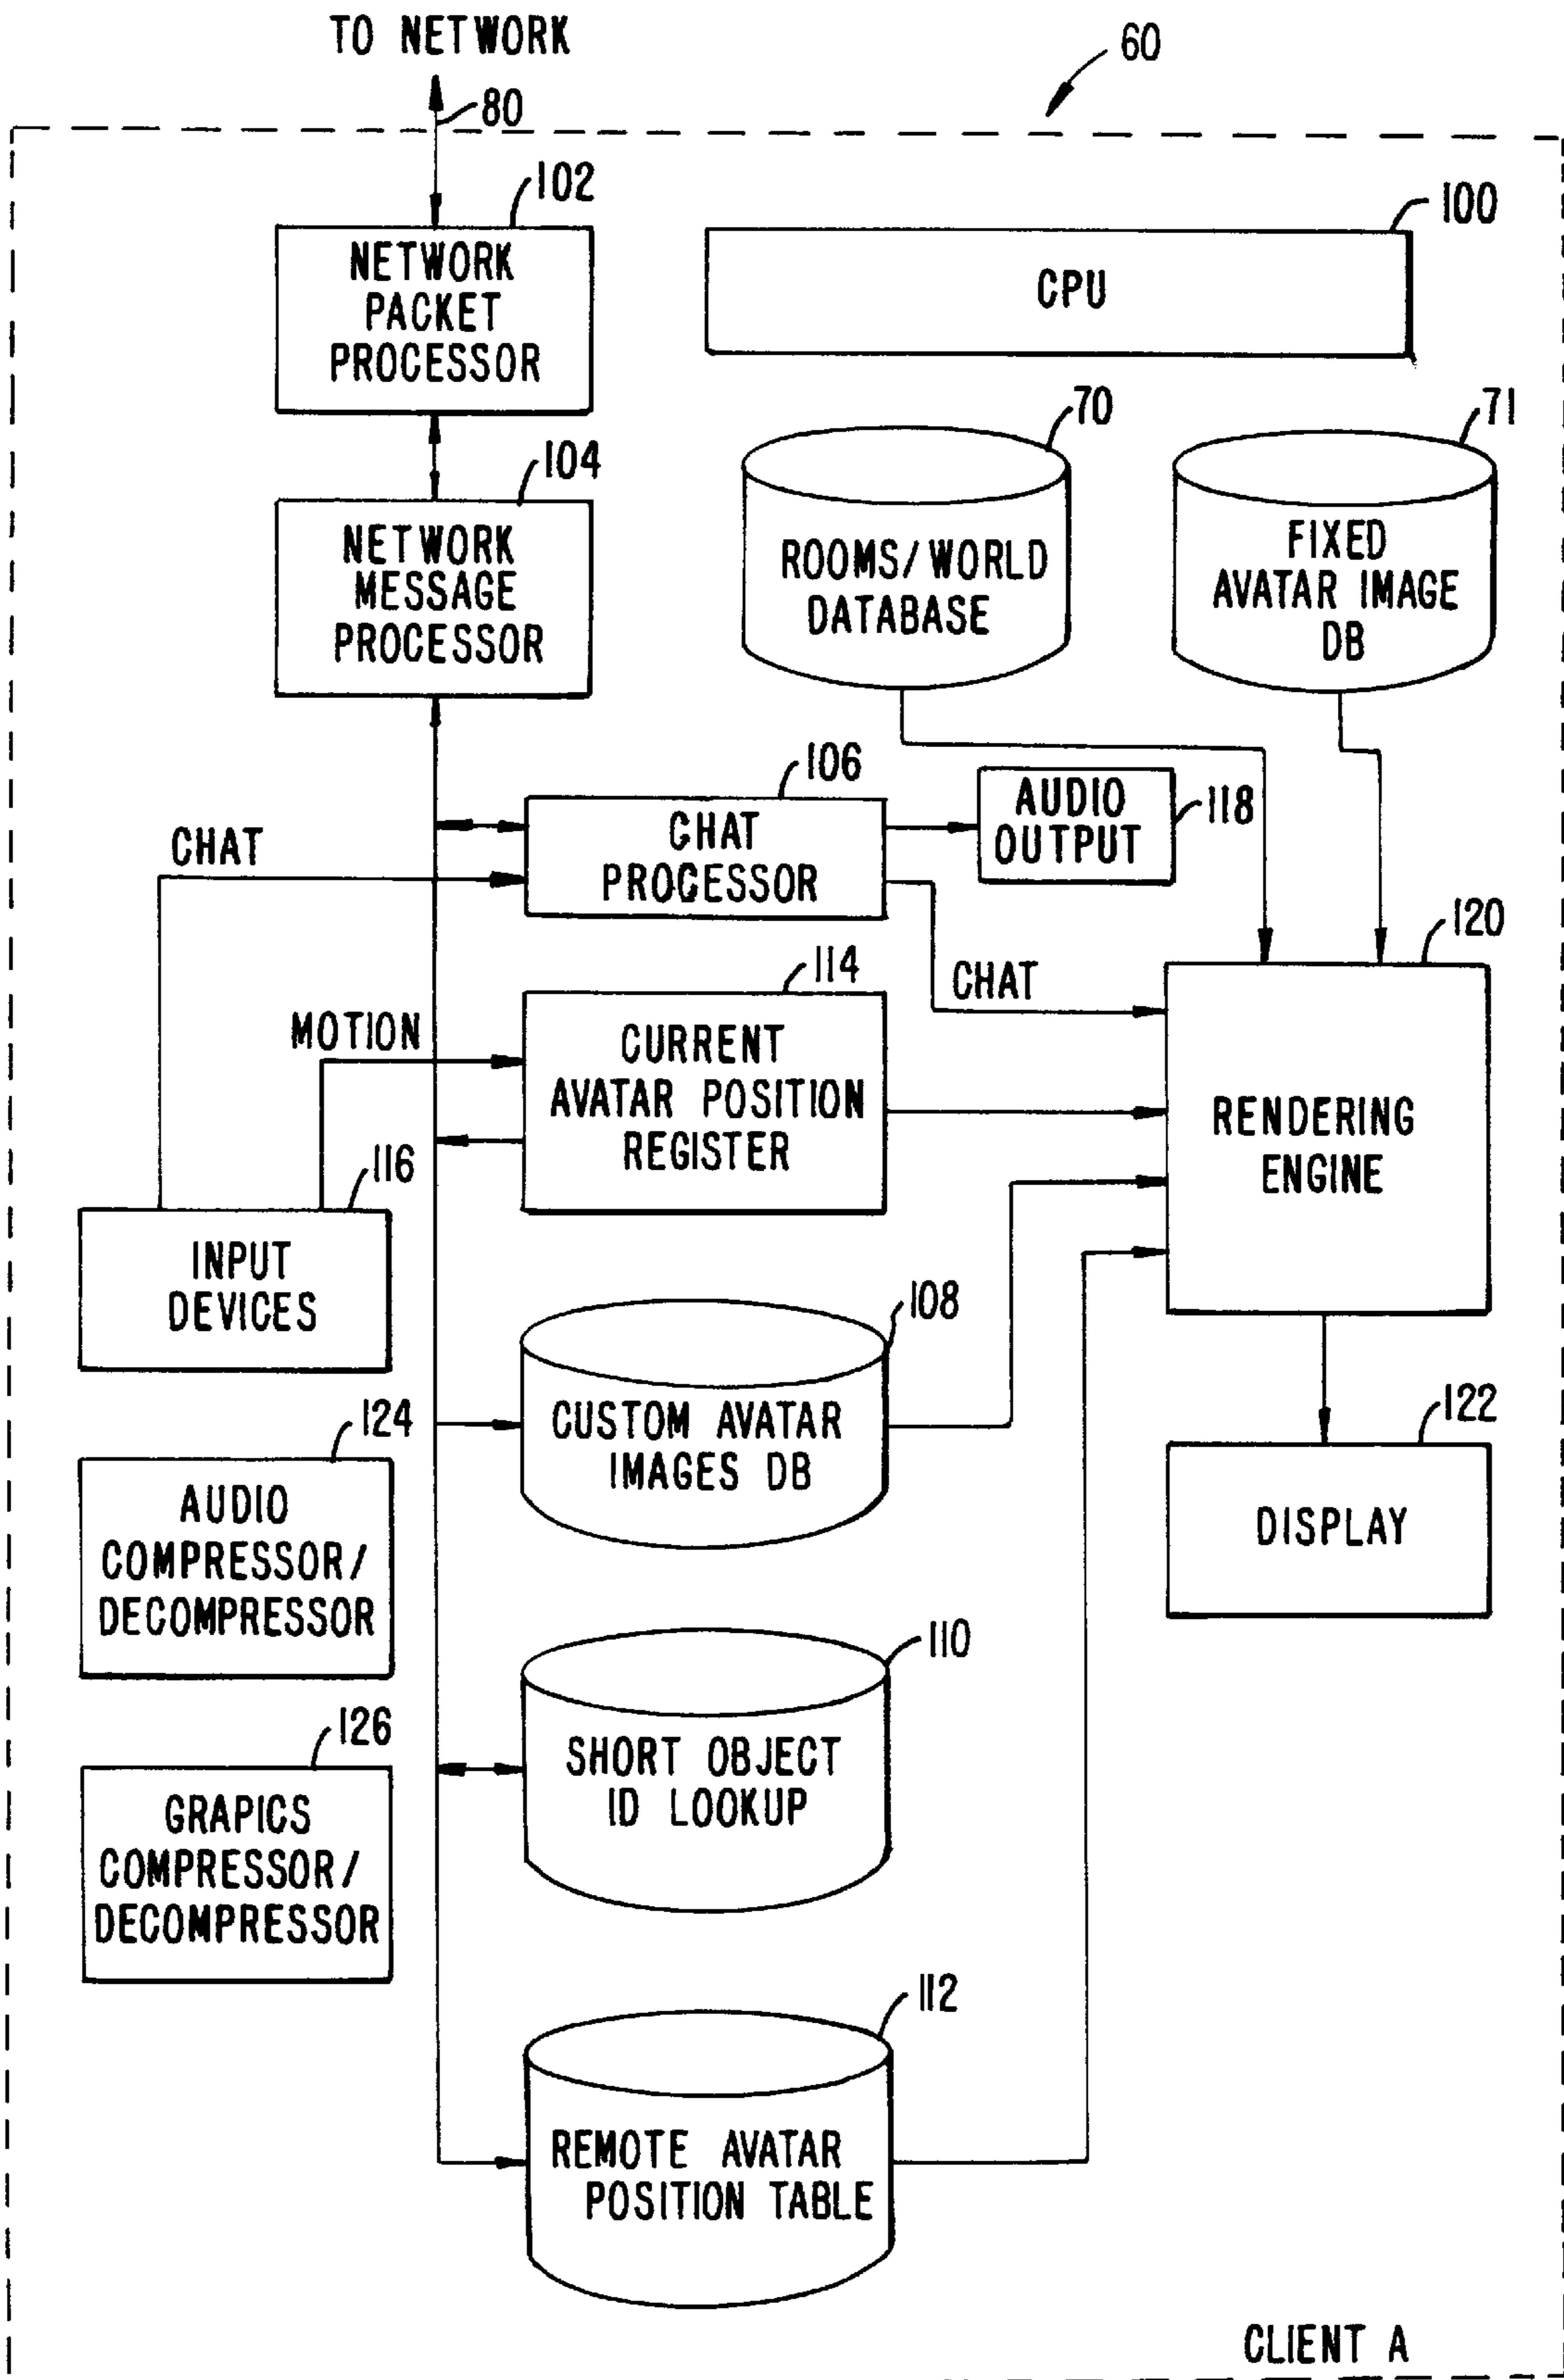 TO NETWORK
60
80
102
NETWORK
PACKET
PROCESSOR
100
CPU
104
NETWORK
MESSAGE
PROCESSOR
70
ROOMS/WORLD
DATABASE
71
FIXED
AVATAR IMAGE
DB
106
CHAT
PROCESSOR
AUDIO
OUTPUT
118
CHAT
CHAT
114
CURRENT
AVATAR POSITION
REGISTER
MOTION
120
RENDERING
ENGINE
116
INPUT
DEVICES
108
CUSTOM AVATAR
IMAGES DB
122
DISPLAY
124
AUDIO
COMPRESSOR/
DECOMPRESSOR
110
SHORT OBJECT
ID LOOKUP
126
GRAPICS
COMPRESSOR/
DECOMPRESSOR
112
REMOTE AVATAR
POSITION TABLE
CLIENT A